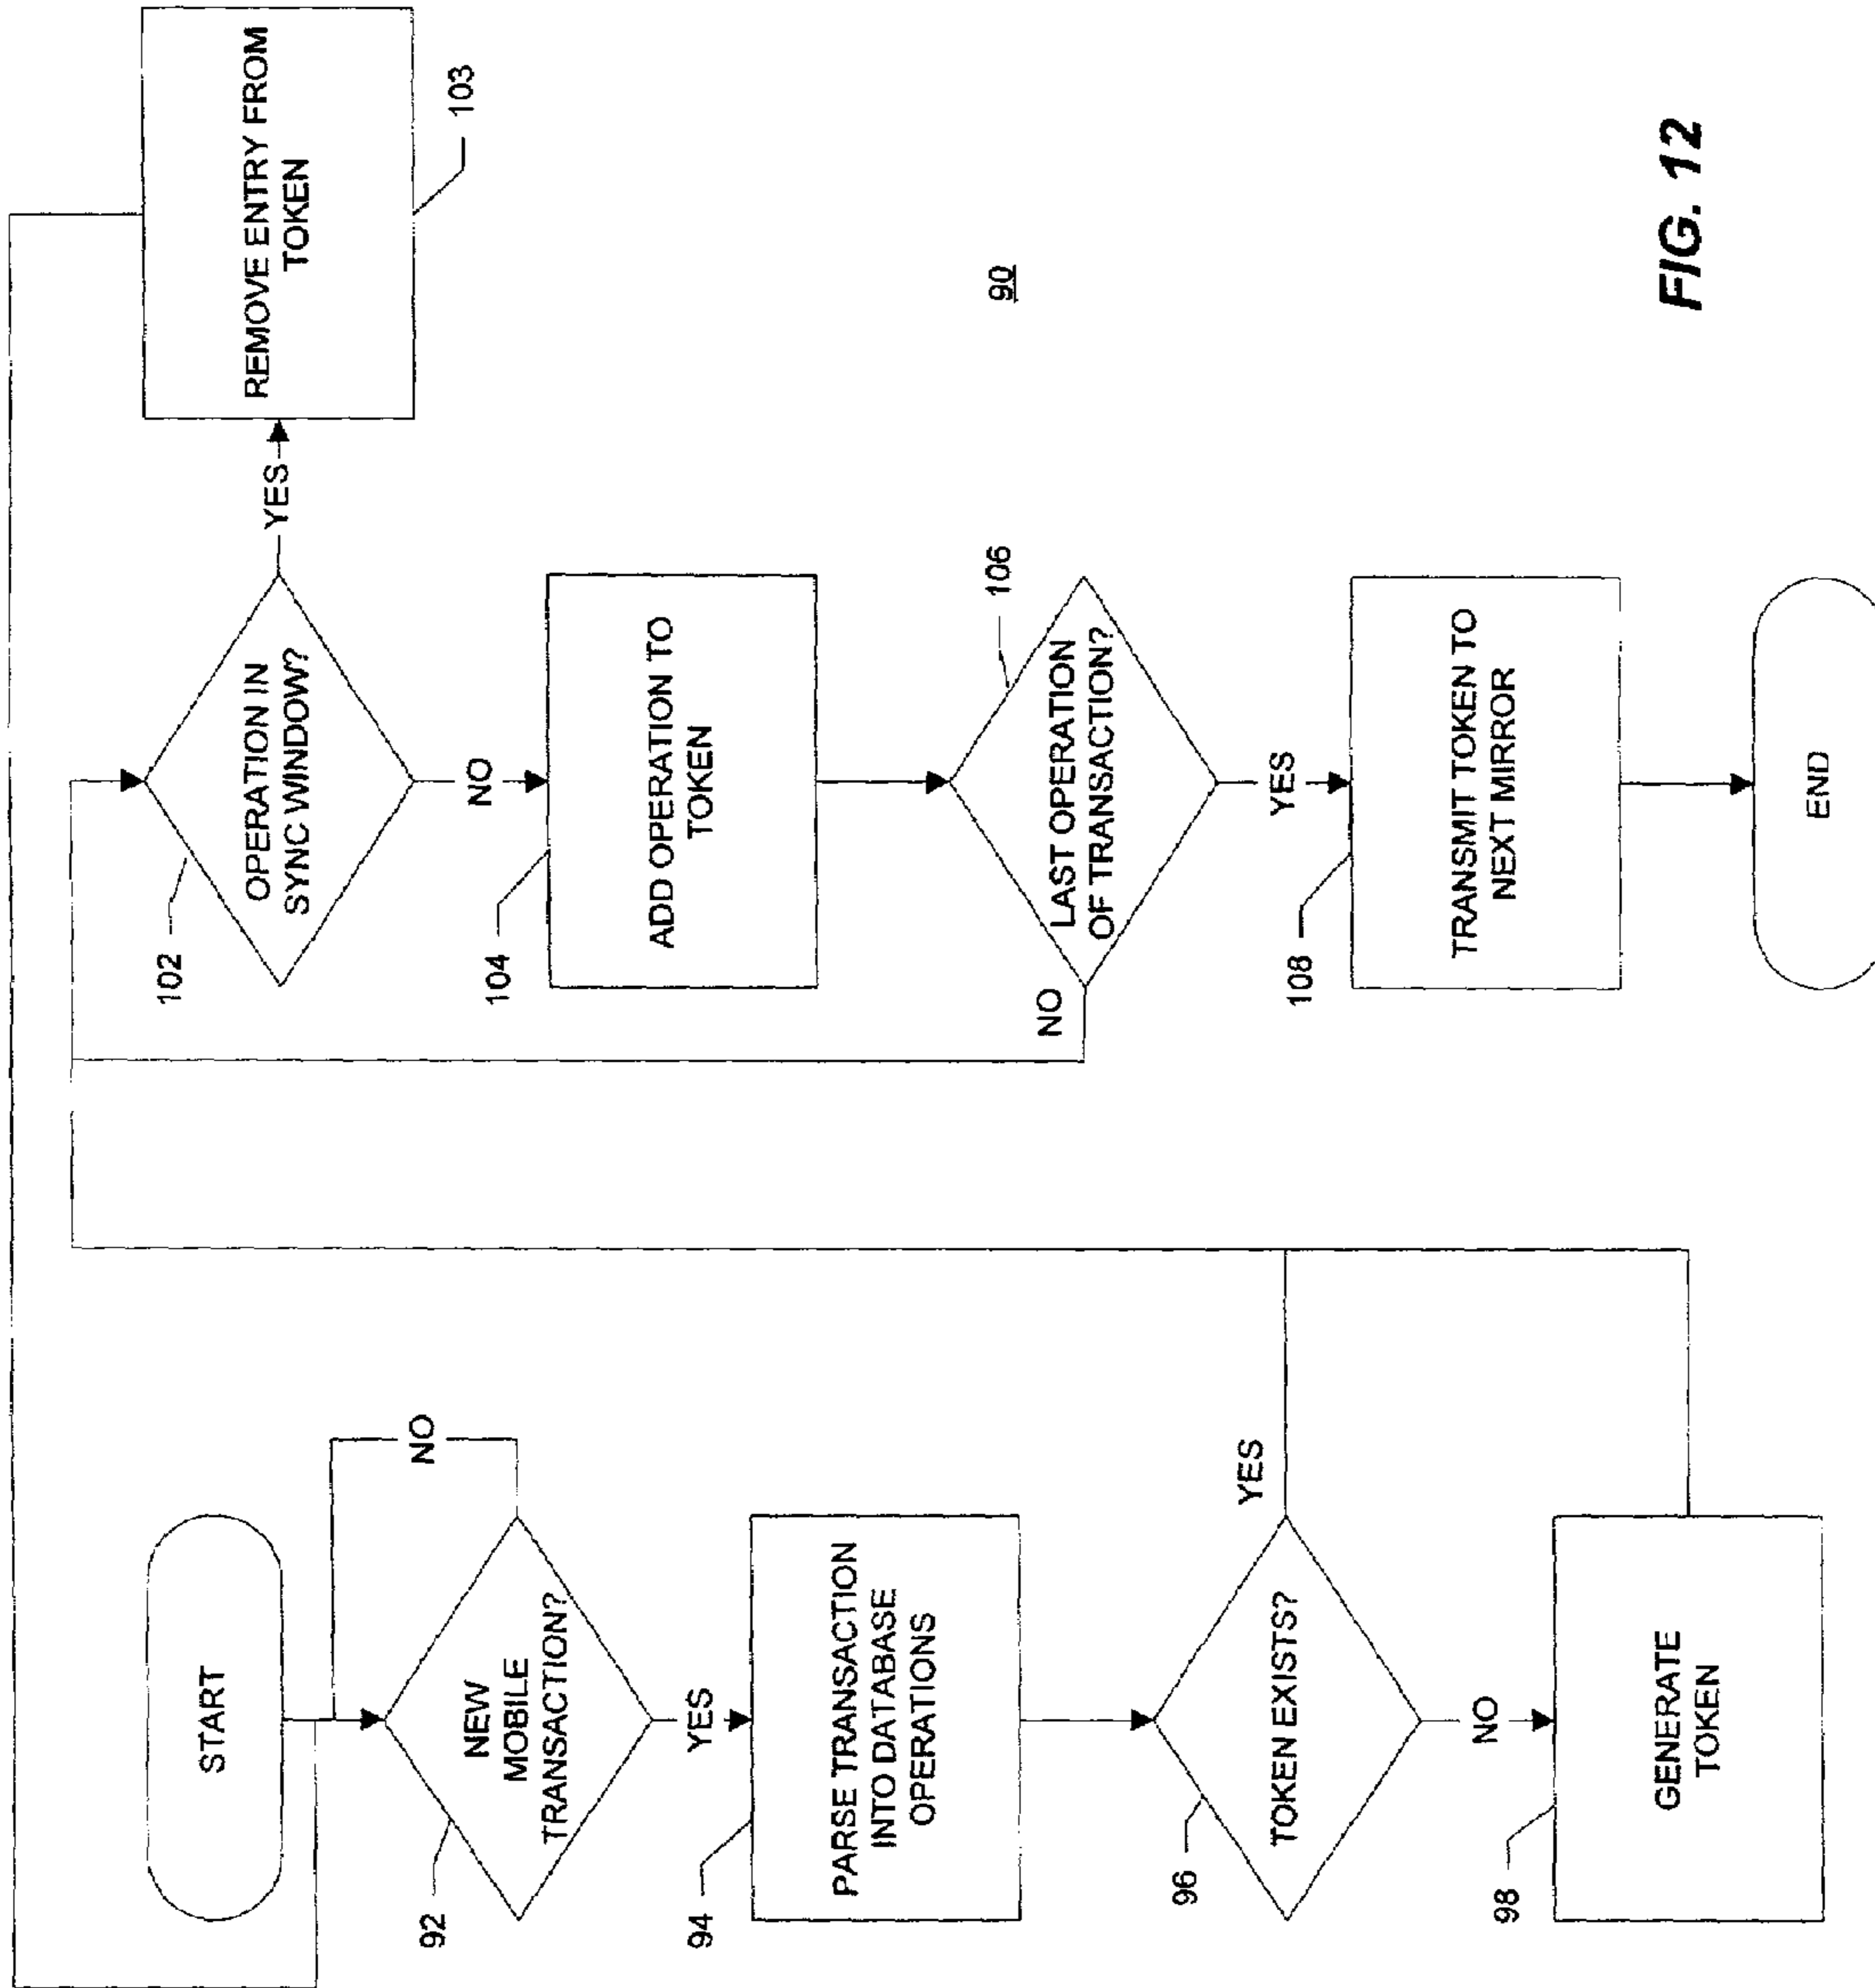 START
NEW
MOBILE
TRANSACTION?
92
NO
YES
PARSE TRANSACTION
INTO DATABASE
OPERATIONS
94
TOKEN EXISTS?
96
YES
NO
GENERATE
TOKEN
98
OPERATION IN
SYNC WINDOW?
102
YES
REMOVE ENTRY FROM
TOKEN
103
NO
ADD OPERATION TO
TOKEN
104
LAST OPERATION
OF TRANSACTION?
106
NO
YES
TRANSMIT TOKEN TO
NEXT MIRROR
108
END
90
FIG. 12